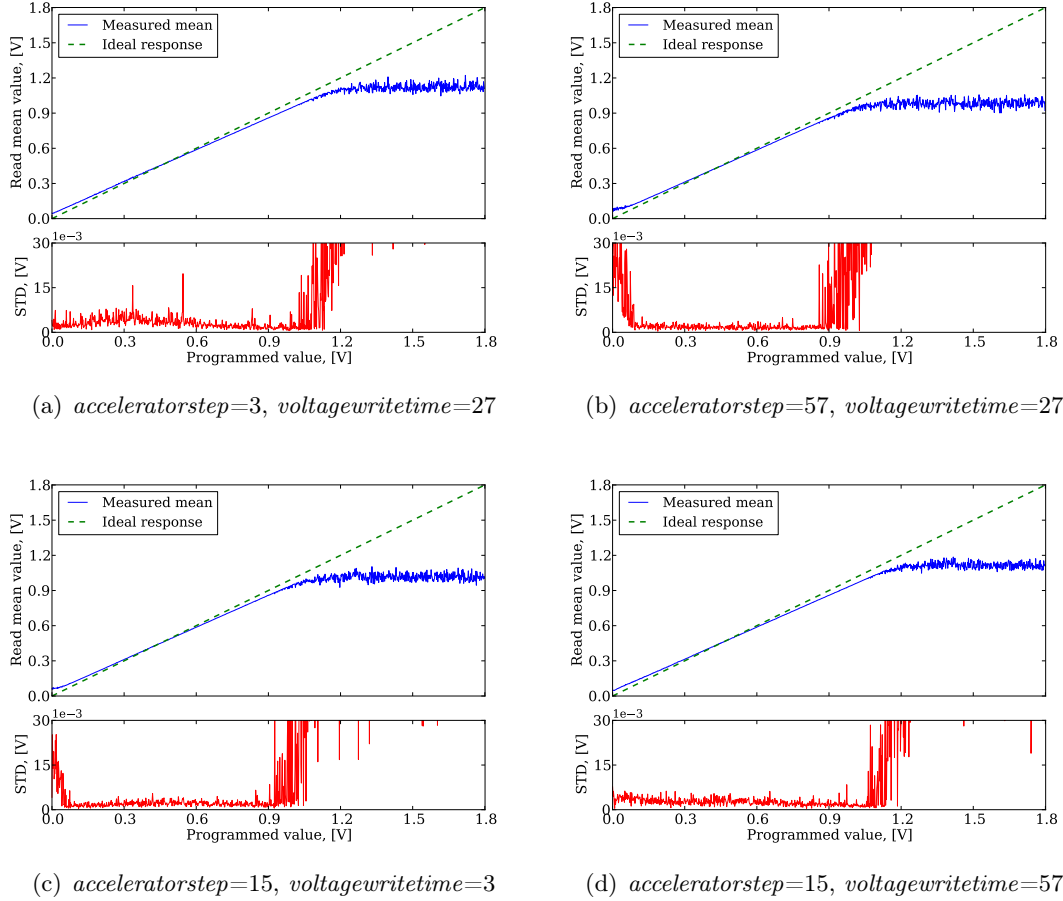 1.8
1.5
1.2
0.9
0.6
0.3
0.0
Read mean value, [V]
Measured mean
Ideal response
1e−3
30
15
0
STD, [V]
0.0 0.3 0.6 0.9 1.2 1.5 1.8
Programmed value, [V]
(a) acceleratorstep=3, voltagewritetime=27
1.8
1.5
1.2
0.9
0.6
0.3
0.0
Read mean value, [V]
Measured mean
Ideal response
1e−3
30
15
0
STD, [V]
0.0 0.3 0.6 0.9 1.2 1.5 1.8
Programmed value, [V]
(b) acceleratorstep=57, voltagewritetime=27
1.8
1.5
1.2
0.9
0.6
0.3
0.0
Read mean value, [V]
Measured mean
Ideal response
1e−3
30
15
0
STD, [V]
0.0 0.3 0.6 0.9 1.2 1.5 1.8
Programmed value, [V]
(c) acceleratorstep=15, voltagewritetime=3
1.8
1.5
1.2
0.9
0.6
0.3
0.0
Read mean value, [V]
Measured mean
Ideal response
1e−3
30
15
0
STD, [V]
0.0 0.3 0.6 0.9 1.2 1.5 1.8
Programmed value, [V]
(d) acceleratorstep=15, voltagewritetime=57